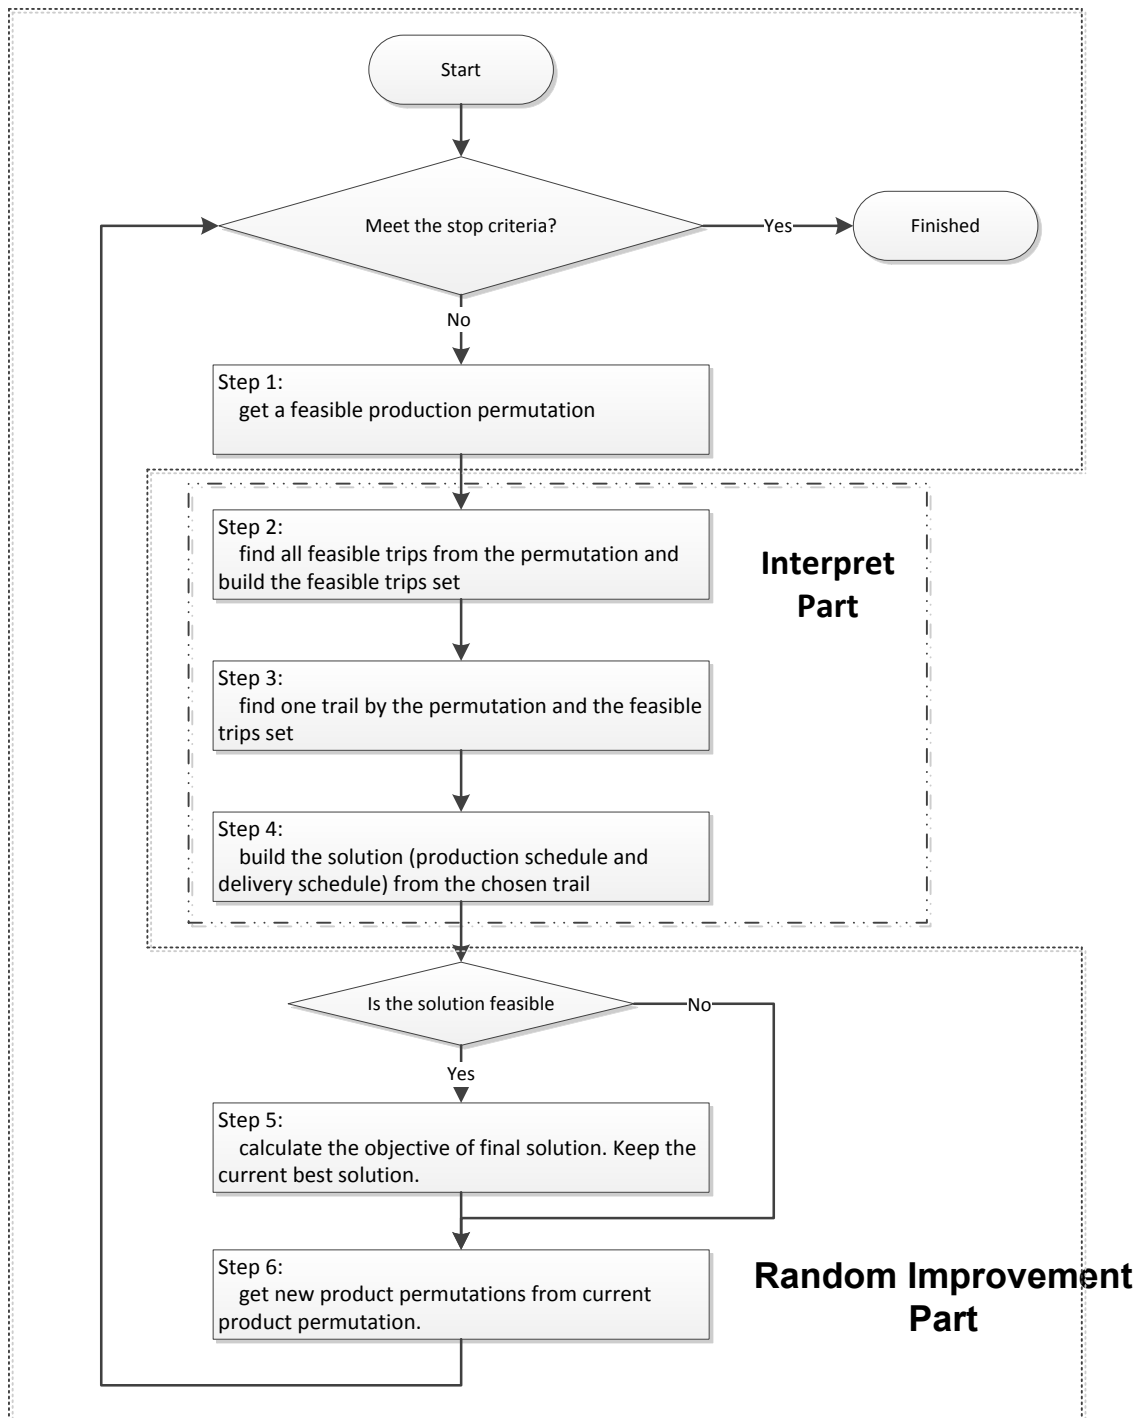 Start
Meet the stop criteria?
Yes
Finished
No
Step 1:
get a feasible production permutation
Step 2:
find all feasible trips from the permutation and
build the feasible trips set
Interpret
Part
Step 3:
find one trail by the permutation and the feasible
trips set
Step 4:
build the solution (production schedule and
delivery schedule) from the chosen trail
Is the solution feasible
No
Yes
Step 5:
calculate the objective of final solution. Keep the
current best solution.
Step 6:
get new product permutations from current
product permutation.
Random Improvement
Part